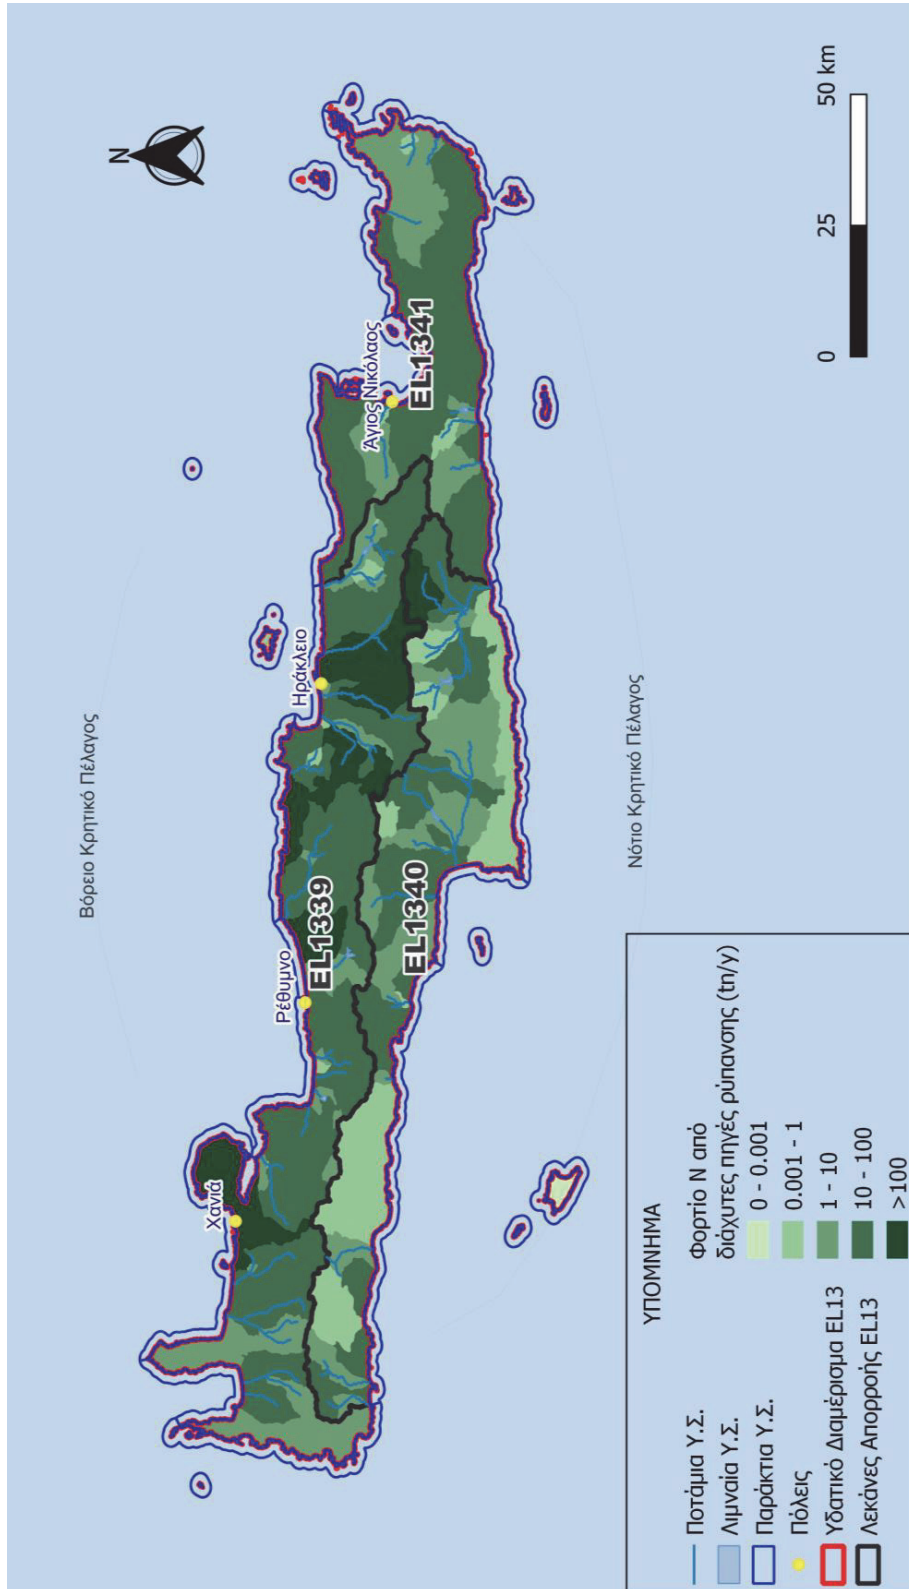 N
Βόρειο Κρητικό Πέλαγος
Χανιά
Ρέθυμνο
Ηράκλειο
Άγιος Νικόλαος
EL1339
EL1340
EL1341
Νότιο Κρητικό Πέλαγος
0 25 50 km
ΥΠΟΜΝΗΜΑ
Ποτάμια Υ.Σ.
Λιμναία Υ.Σ.
Παράκτια Υ.Σ.
Πόλεις
Υδατικό Διαμέρισμα EL13
Λεκάνες Απορροής EL13
Φορτίο Ν από
διάχυτες πηγές ρύπανσης (tn/y)
0 - 0.001
0.001 - 1
1 - 10
10 - 100
>100